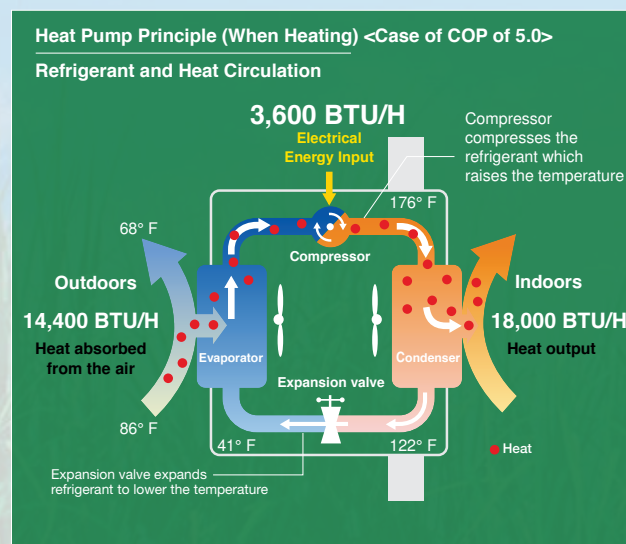 Heat Pump Principle (When Heating) <Case of COP of 5.0>
Refrigerant and Heat Circulation
3,600 BTU/H
Electrical
Energy Input
Compressor
compresses the
refrigerant which
raises the temperature
176° F
68° F
Compressor
Outdoors
14,400 BTU/H
Heat absorbed
from the air
Evaporator
Condenser
Indoors
18,000 BTU/H
Heat output
Expansion valve
86° F
41° F
122° F
Heat
Expansion valve expands
refrigerant to lower the temperature